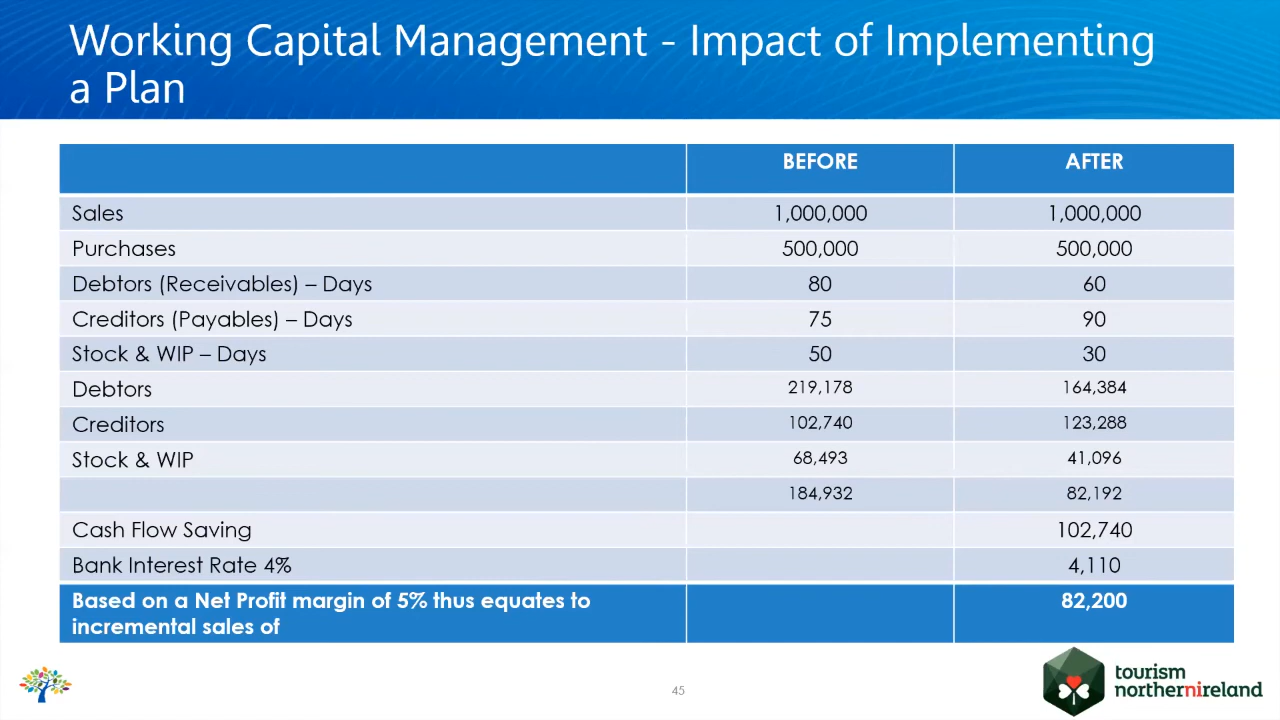 Working Capital Management - Impact of Implementing
a Plan
BEFORE AFTER
Sales 1,000,000 1,000,000
Purchases 500,000 500,000
Debtors (Receivables) – Days 80 60
Creditors (Payables) – Days 75 90
Stock & WIP – Days 50 30
Debtors 219,178 164,384
Creditors 102,740 123,288
Stock & WIP 68,493 41,096
184,932 82,192
Cash Flow Saving 102,740
Bank Interest Rate 4% 4,110
Based on a Net Profit margin of 5% thus equates to 82,200
incremental sales of
45
tourism
northernireland